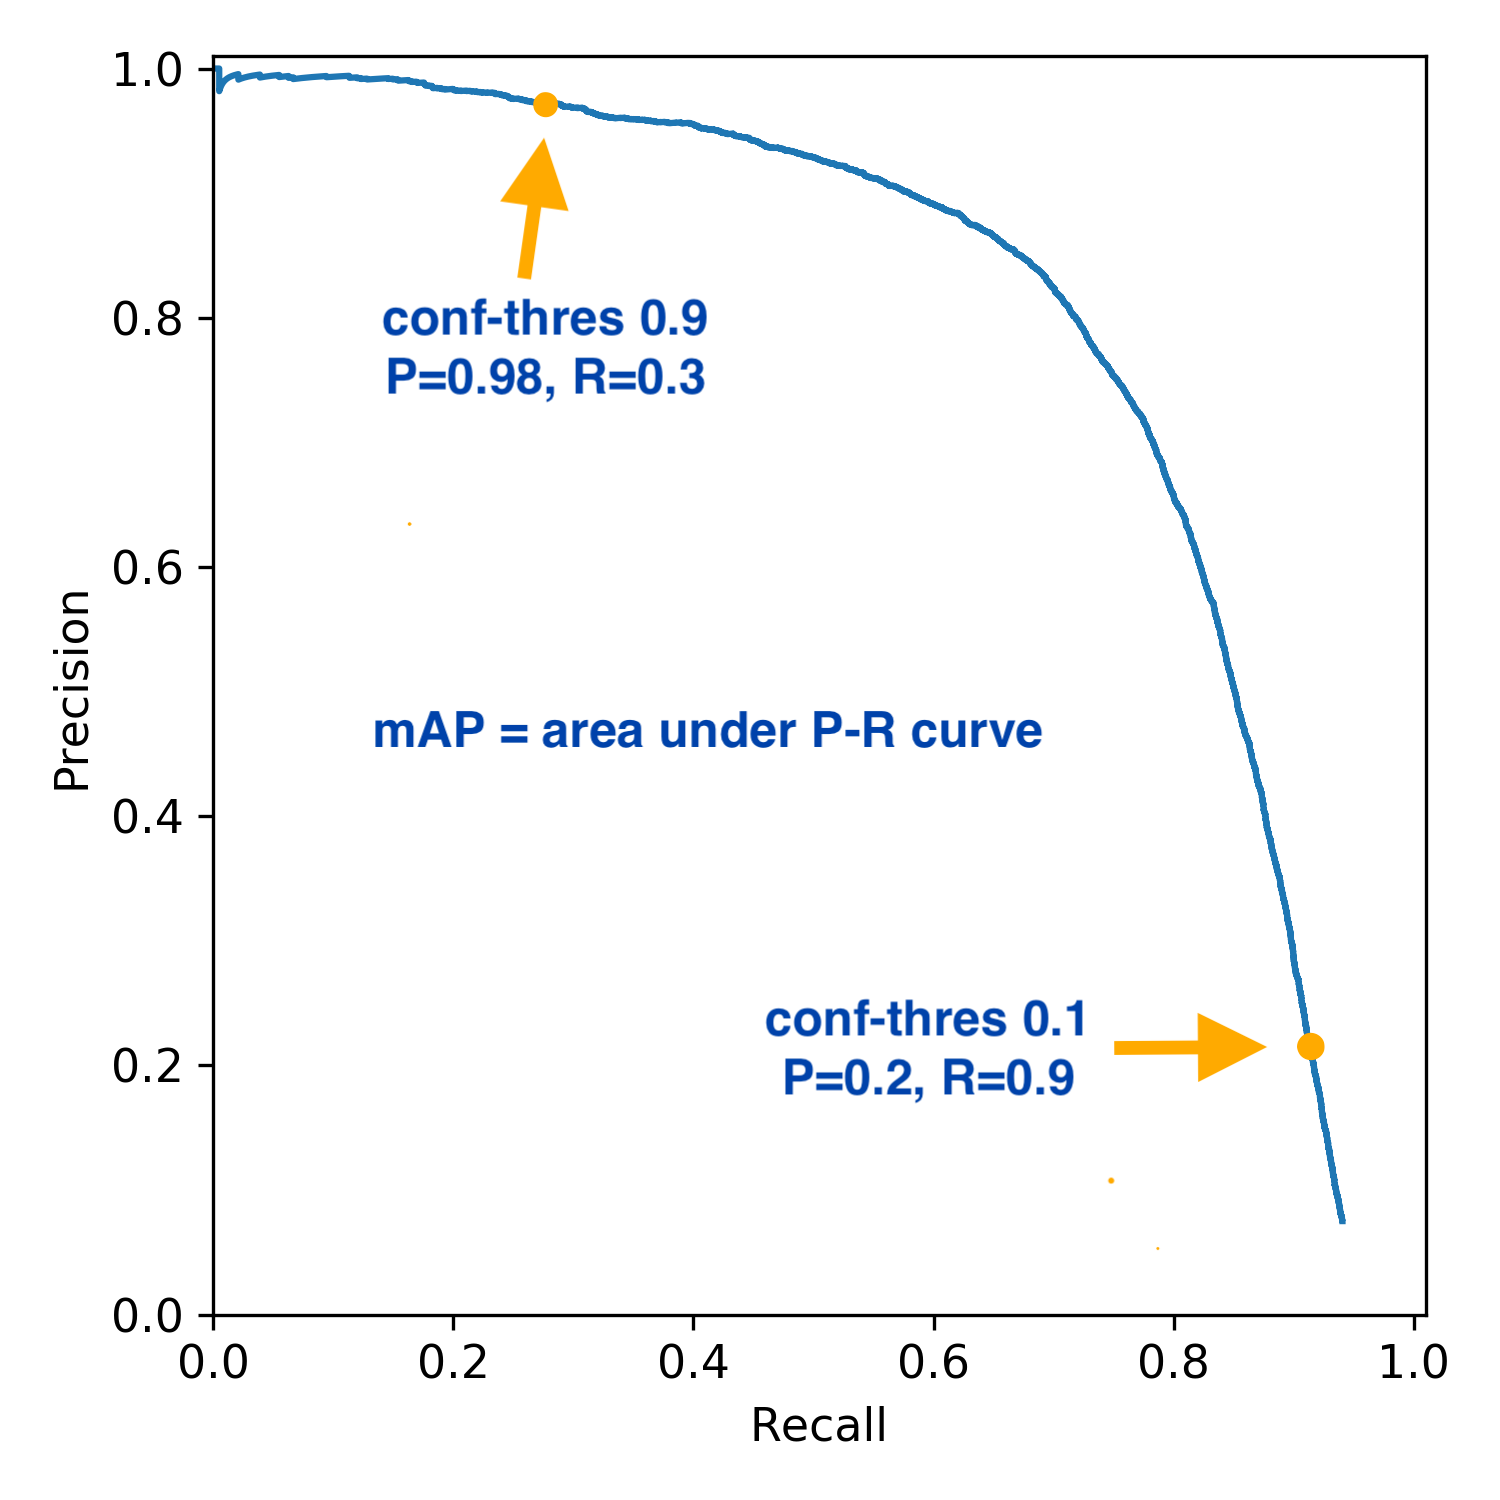 1.0
0.8
0.6
0.4
0.2
0.0
Precision
conf-thres 0.9
P=0.98, R=0.3
mAP = area under P-R curve
conf-thres 0.1
P=0.2, R=0.9
0.0 0.2 0.4 0.6 0.8 1.0
Recall